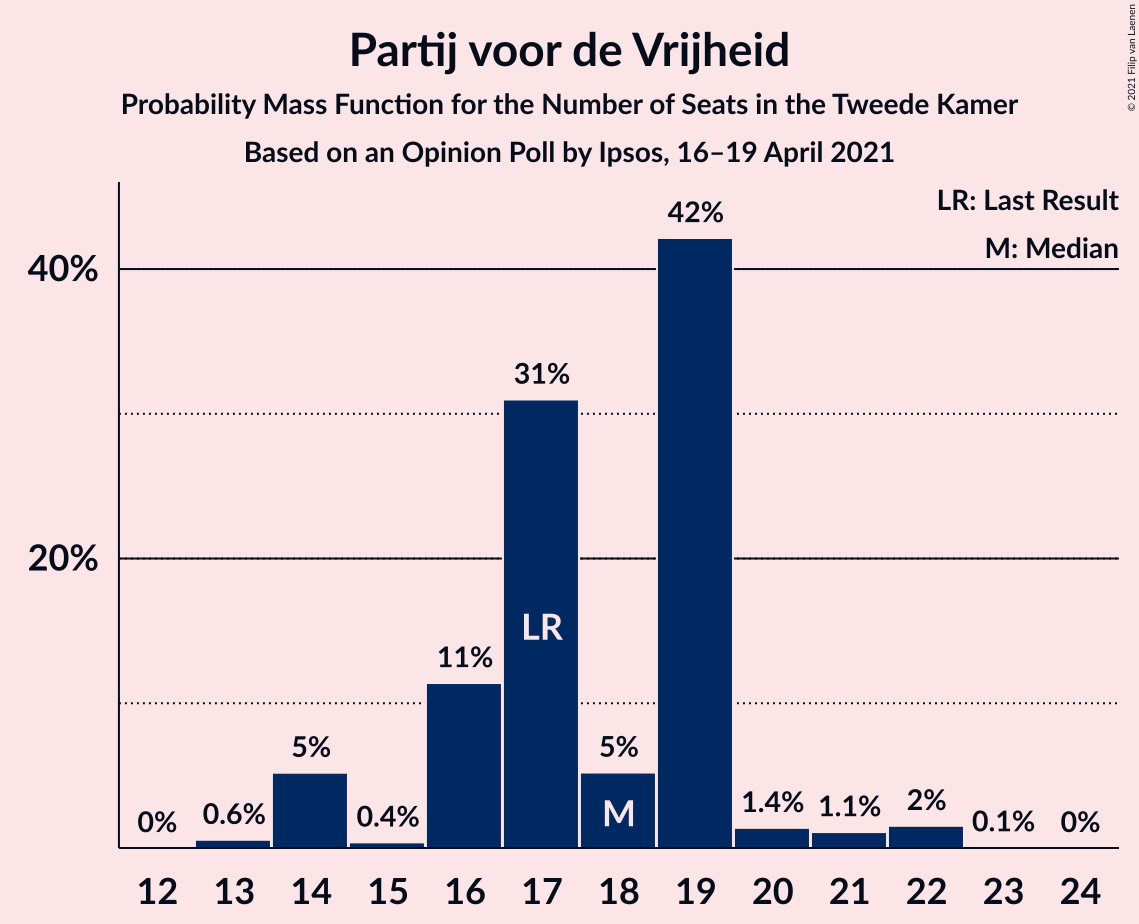 Partij voor de Vrijheid
Probability Mass Function for the Number of Seats in the Tweede Kamer
Based on an Opinion Poll by Ipsos, 16–19 April 2021
© 2021 Filip van Laenen
LR: Last Result
M: Median
40%
20%
0%
0.6%
5%
0.4%
11%
31%
5%
42%
1.4%
1.1%
2%
0.1%
0%
LR
M
12 13 14 15 16 17 18 19 20 21 22 23 24